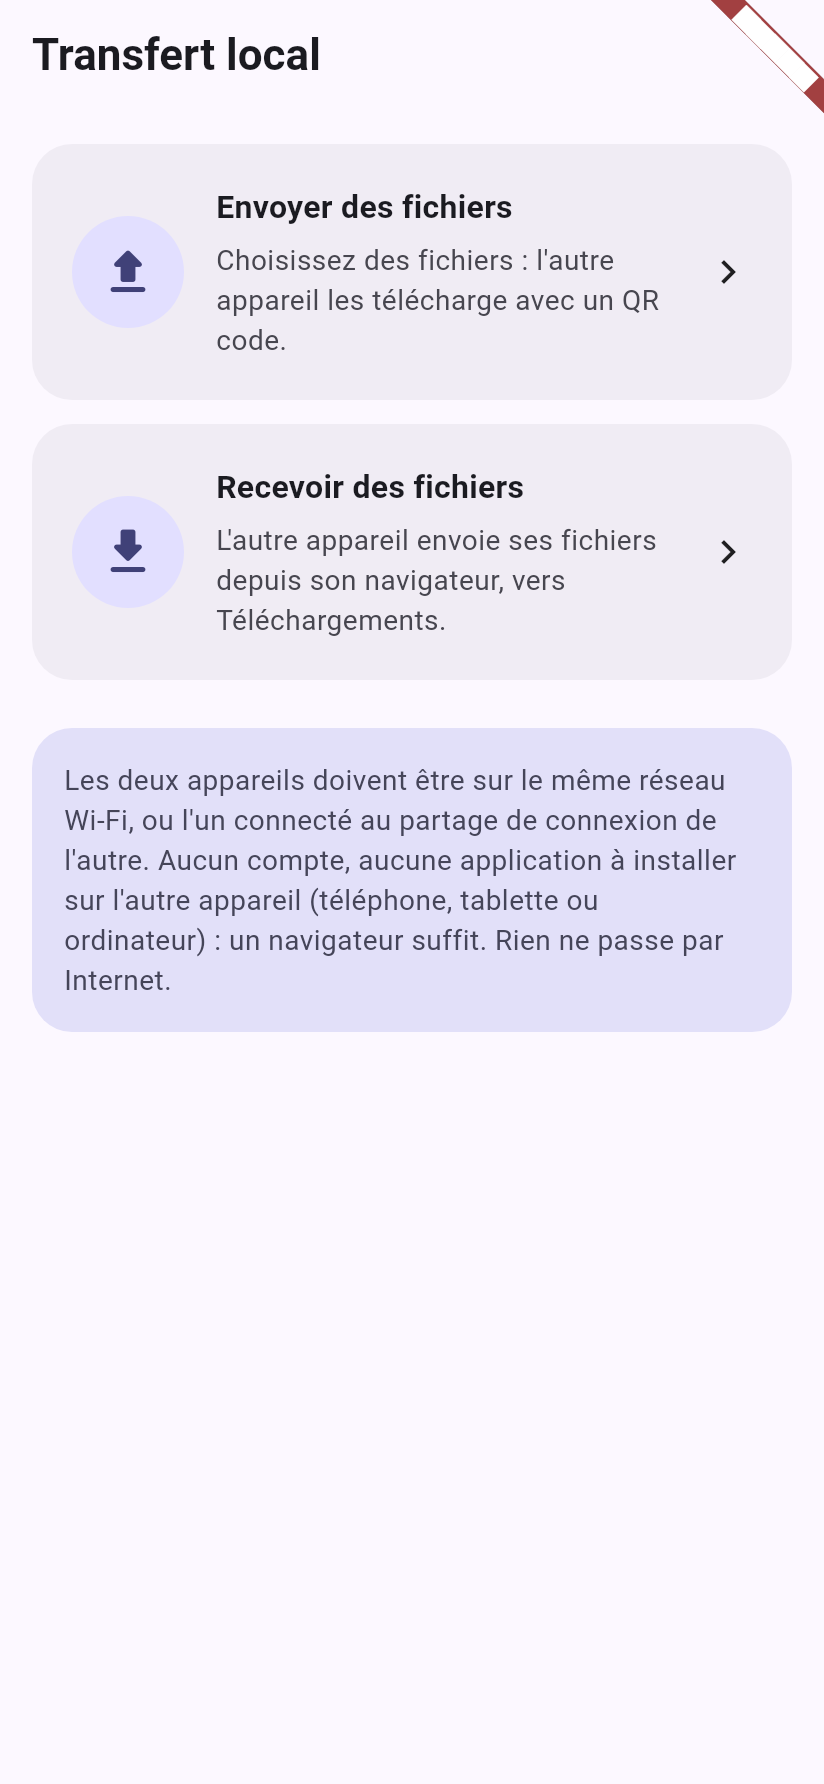 Transfert local
Envoyer des fichiers
Choisissez des fichiers : l'autre
appareil les télécharge avec un QR
code.
Recevoir des fichiers
L'autre appareil envoie ses fichiers
depuis son navigateur, vers
Téléchargements.
Les deux appareils doivent être sur le même réseau
Wi-Fi, ou l'un connecté au partage de connexion de
l'autre. Aucun compte, aucune application à installer
sur l'autre appareil (téléphone, tablette ou
ordinateur) : un navigateur suffit. Rien ne passe par
Internet.